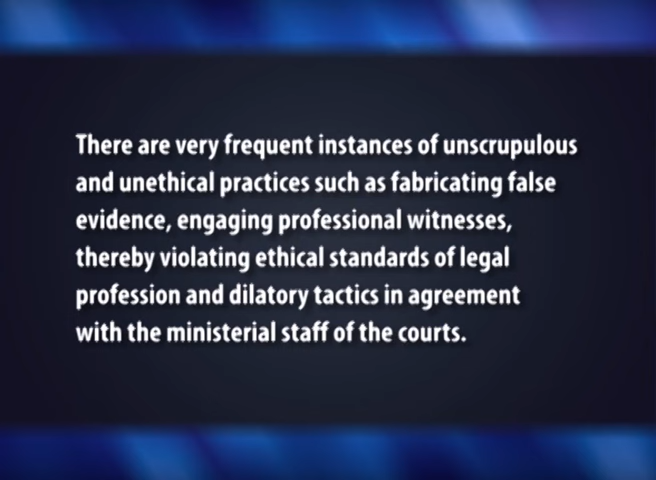 There are very frequent instances of unscrupulous
and unethical practices such as fabricating false
evidence, engaging professional witnesses,
thereby violating ethical standards of legal
profession and dilatory tactics in agreement
with the ministerial staff of the courts.